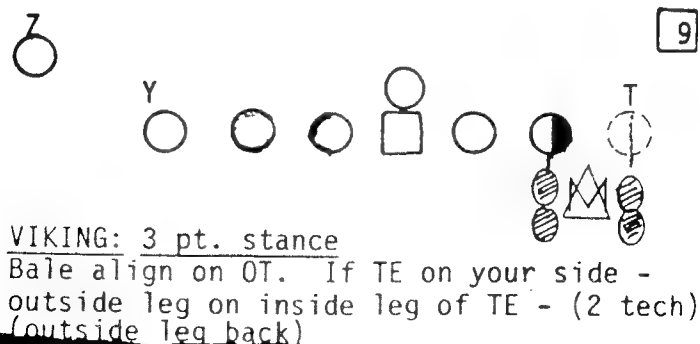 Z
9
Y
T
VIKING: 3 pt. stance
Bale align on OT. If TE on your side -
outside leg on inside leg of TE - (2 tech)
(outside leg back)